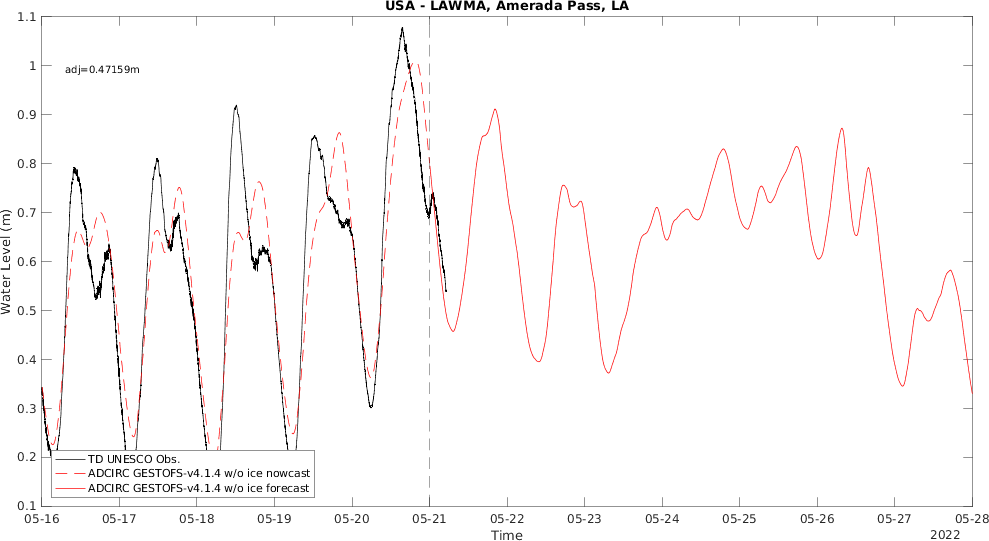 USA - LAWMA, Amerada Pass, LA
1.1
1
0.9
0.8
0.7
0.6
0.5
0.4
0.3
0.2
0.1
Water Level (m)
adj=0.47159m
TD UNESCO Obs.
ADCIRC GESTOFS-v4.1.4 w/o ice nowcast
ADCIRC GESTOFS-v4.1.4 w/o ice forecast
05-16 05-17 05-18 05-19 05-20 05-21 05-22 05-23 05-24 05-25 05-26 05-27 05-28
Time
2022